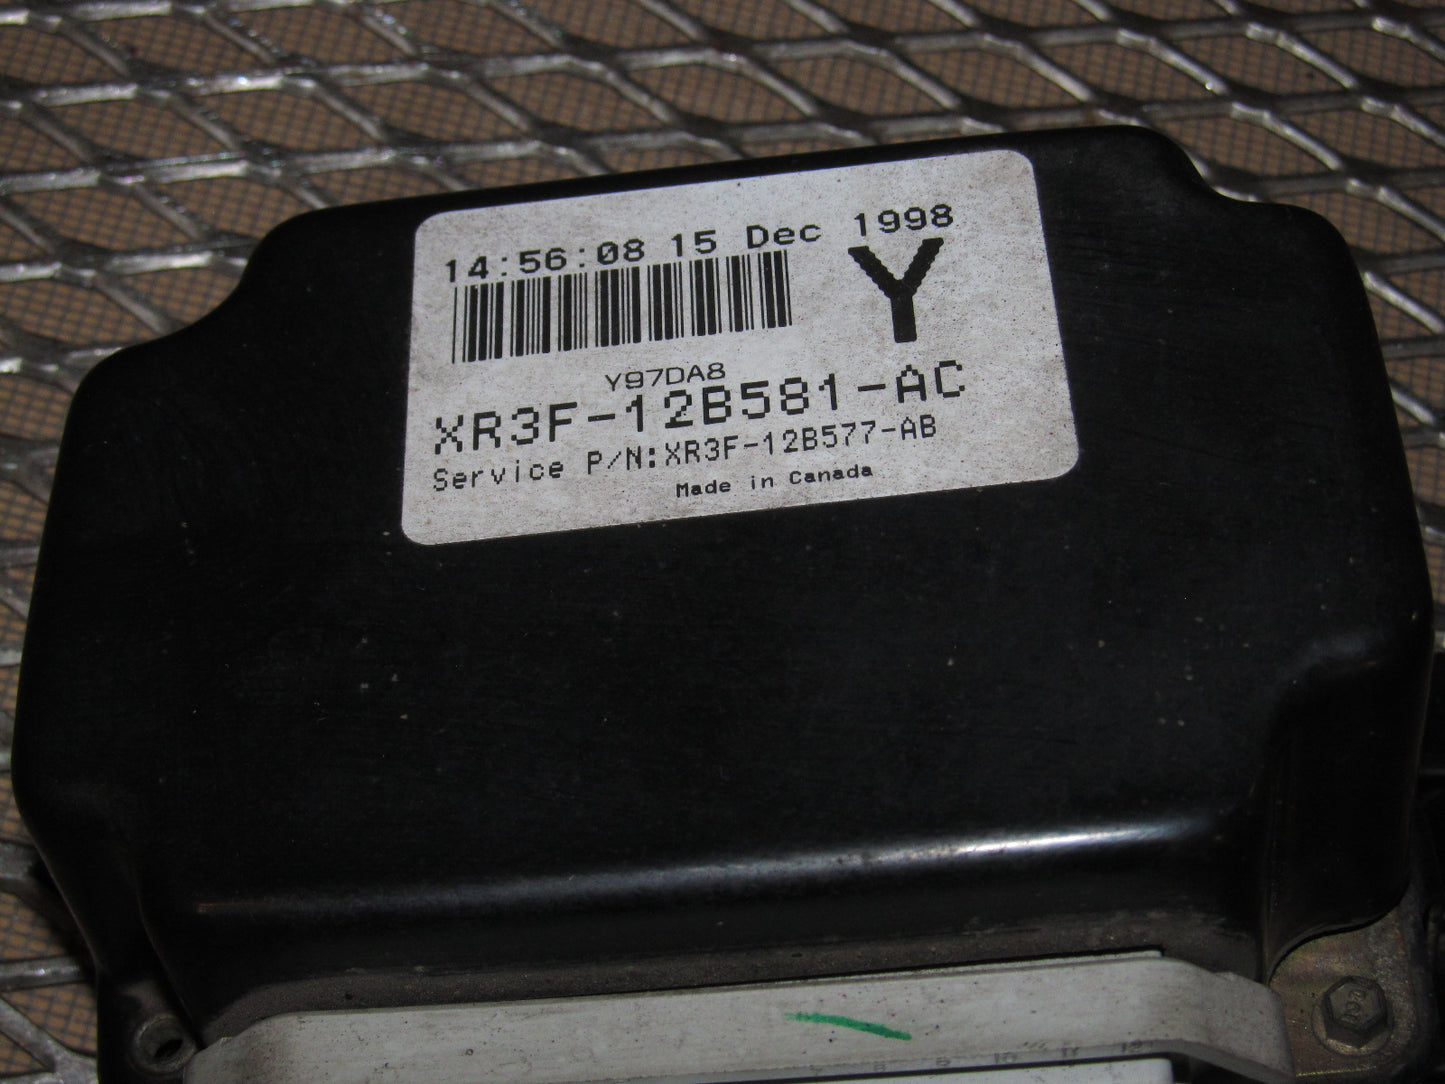 14:56:08 15 Dec 1998
Y
Y97DA8
XR3F-12B581-AC
Service P/N:XR3F-12B577-AB
Made in Canada